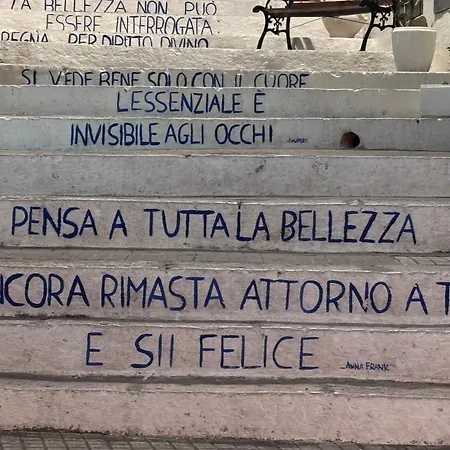 LA BELLEZZA NON PUÒ
ESSERE INTERROGATA:
REGNA PER DIRITTO DIVINO
SI VEDE BENE SOLO CON IL CUORE
L'ESSENZIALE È
INVISIBILE AGLI OCCHI
PENSA A TUTTA LA BELLEZZA
NCORA RIMASTA ATTORNO A T
E SII FELICE
ANNA FRANK